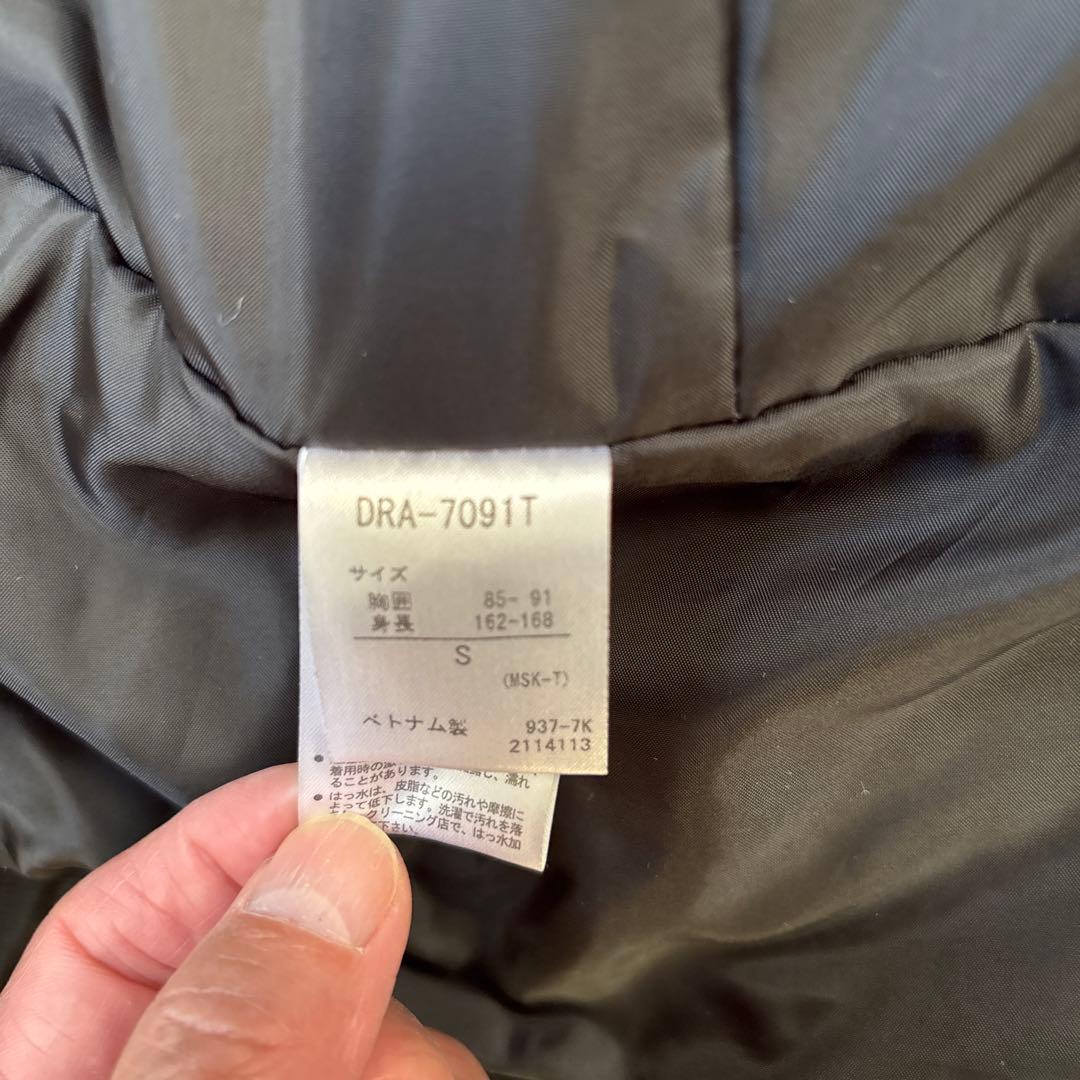 DRA-7091T
サイズ
胸囲 85- 91
身長 162-168
S
(MSK-T)
ベトナム製 937-7K
2114113
着用時の 濡れ
ることがあります。
● はっ水は、皮脂などの汚れや摩擦に
よって低下します。洗濯で汚れを落
クリーニング店で、はっ水加
下さい。